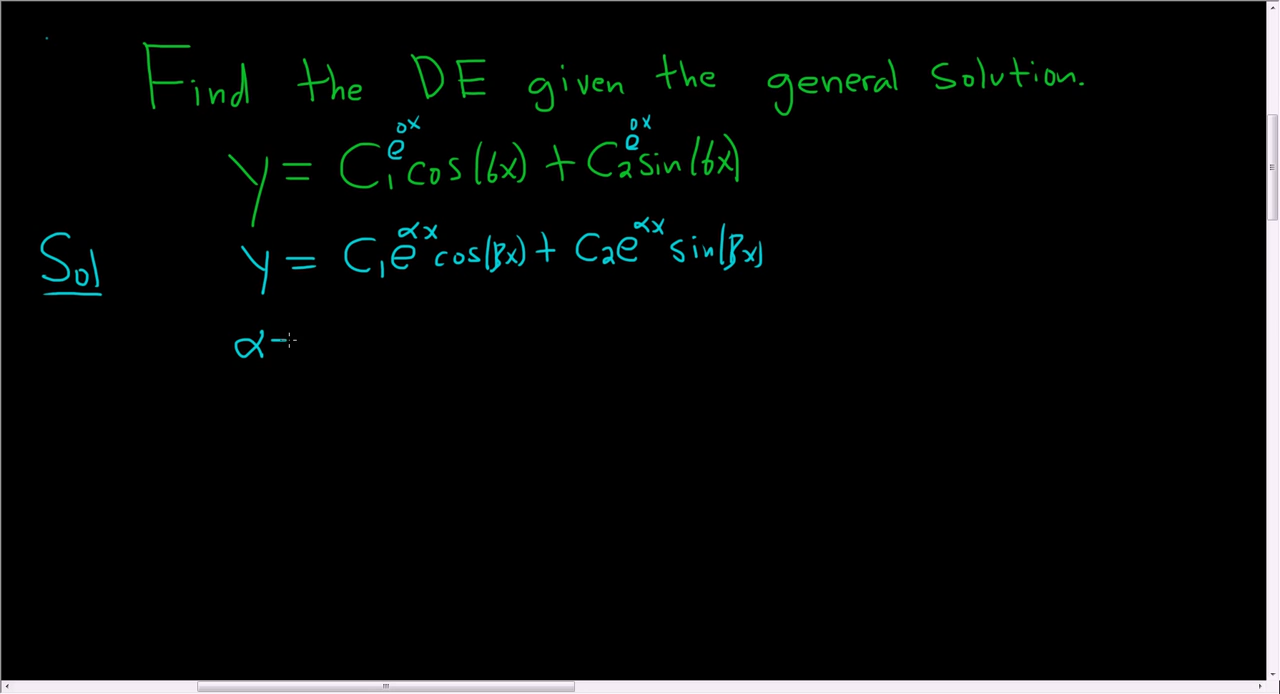 Find the DE given the general solution.
y = C₁e^{0x}cos(6x) + C₂e^{0x}sin(6x)
Sol y = C₁e^{αx}cos(βx) + C₂e^{αx}sin(βx)
α -